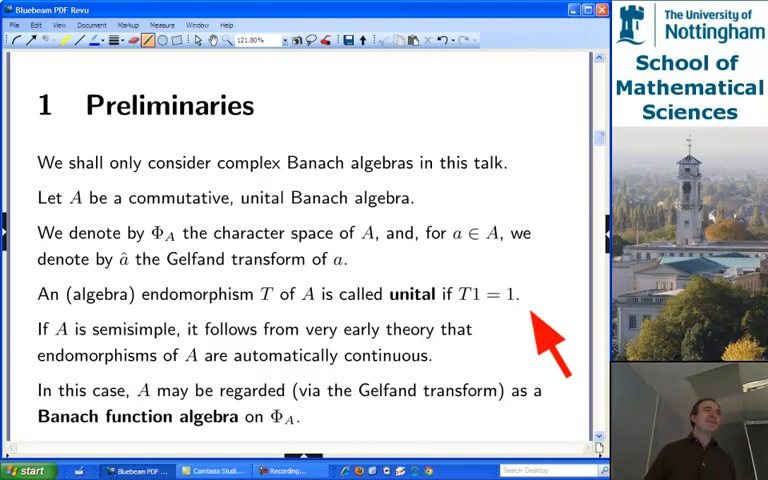 Bluebeam PDF Revu
File Edit View Document Markup Measure Window Help
121.80%
1 Preliminaries
We shall only consider complex Banach algebras in this talk.
Let A be a commutative, unital Banach algebra.
We denote by Φ_A the character space of A, and, for a ∈ A, we
denote by â the Gelfand transform of a.
An (algebra) endomorphism T of A is called unital if T1 = 1.
If A is semisimple, it follows from very early theory that
endomorphisms of A are automatically continuous.
In this case, A may be regarded (via the Gelfand transform) as a
Banach function algebra on Φ_A.
start
Bluebeam PDF ...
Camtasia Studi...
Recording...
Search Desktop
The University of
Nottingham
School of
Mathematical
Sciences